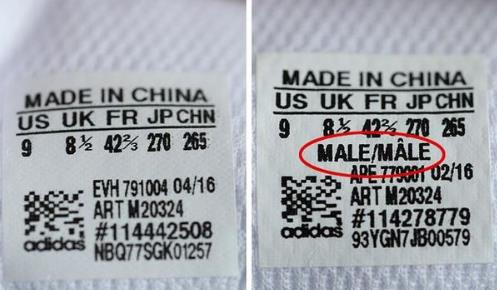 MADE IN CHINA
US UK FR JP CHN
9 8½ 42⅔ 270 265
EVH 791004 04/16
ART M20324
#114442508
NBQ77SGK01257
adidas
MADE IN CHINA
US UK FR JP CHN
9 8½ 42⅔ 270 265
MALE/MÂLE
APE 779001 02/16
ART M20324
#114278779
93YGN7JB00579
adidas